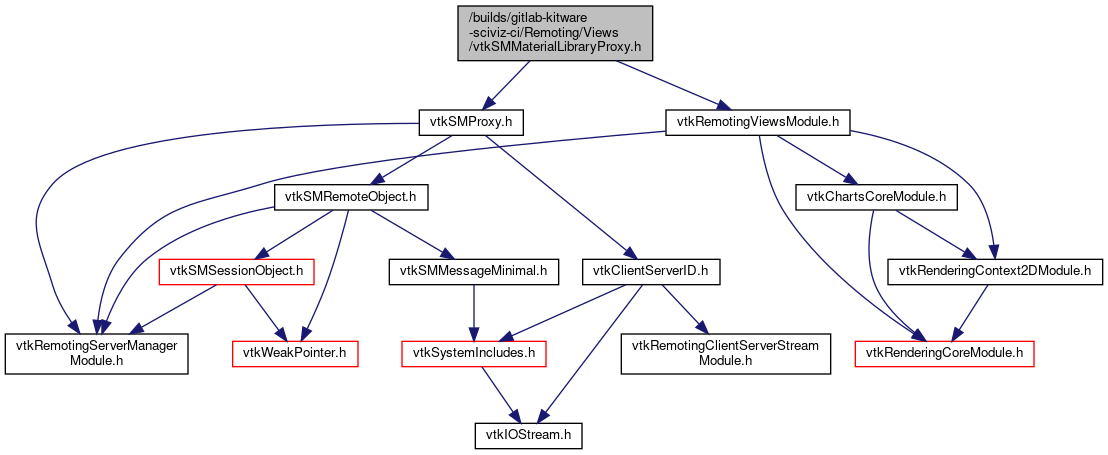 /builds/gitlab-kitware
-sciviz-ci/Remoting/Views
/vtkSMMaterialLibraryProxy.h
vtkSMProxy.h
vtkRemotingViewsModule.h
vtkSMRemoteObject.h
vtkChartsCoreModule.h
vtkSMSessionObject.h
vtkSMMessageMinimal.h
vtkClientServerID.h
vtkRenderingContext2DModule.h
vtkRemotingServerManager
Module.h
vtkWeakPointer.h
vtkSystemIncludes.h
vtkRemotingClientServerStream
Module.h
vtkRenderingCoreModule.h
vtkIOStream.h